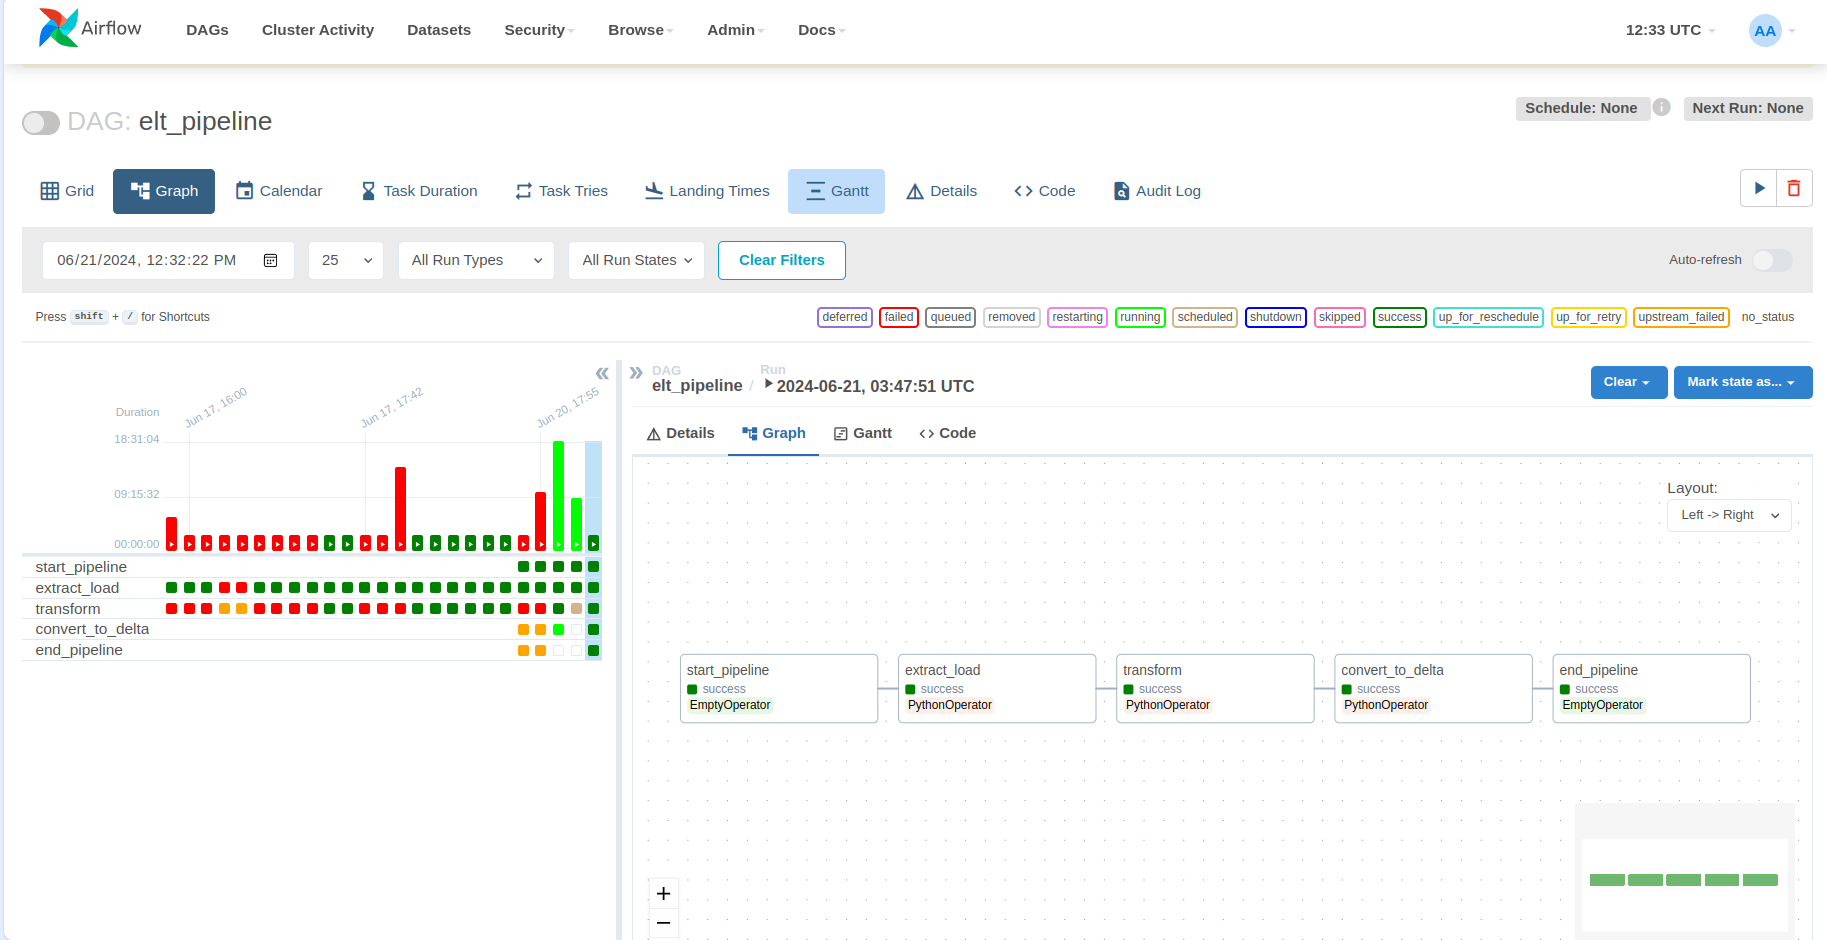 Airflow DAGs Cluster Activity Datasets Security Browse Admin Docs 12:33 UTC AA
DAG: elt_pipeline Schedule: None i Next Run: None
Grid Graph Calendar Task Duration Task Tries Landing Times Gantt Details Code Audit Log
06/21/2024, 12:32:22 PM 25 All Run Types All Run States Clear Filters Auto-refresh
Press shift + / for Shortcuts deferred failed queued removed restarting running scheduled shutdown skipped success up_for_reschedule up_for_retry upstream_failed no_status
« » DAG Run
elt_pipeline / 2024-06-21, 03:47:51 UTC Clear Mark state as...
Details Graph Gantt Code
Duration Jun 17, 16:00 Jun 17, 17:42 Jun 20, 17:55
18:31:04
09:15:32
00:00:00
start_pipeline
extract_load
transform
convert_to_delta
end_pipeline
Layout:
Left -> Right
start_pipeline
success
EmptyOperator
extract_load
success
PythonOperator
transform
success
PythonOperator
convert_to_delta
success
PythonOperator
end_pipeline
success
EmptyOperator
+
−